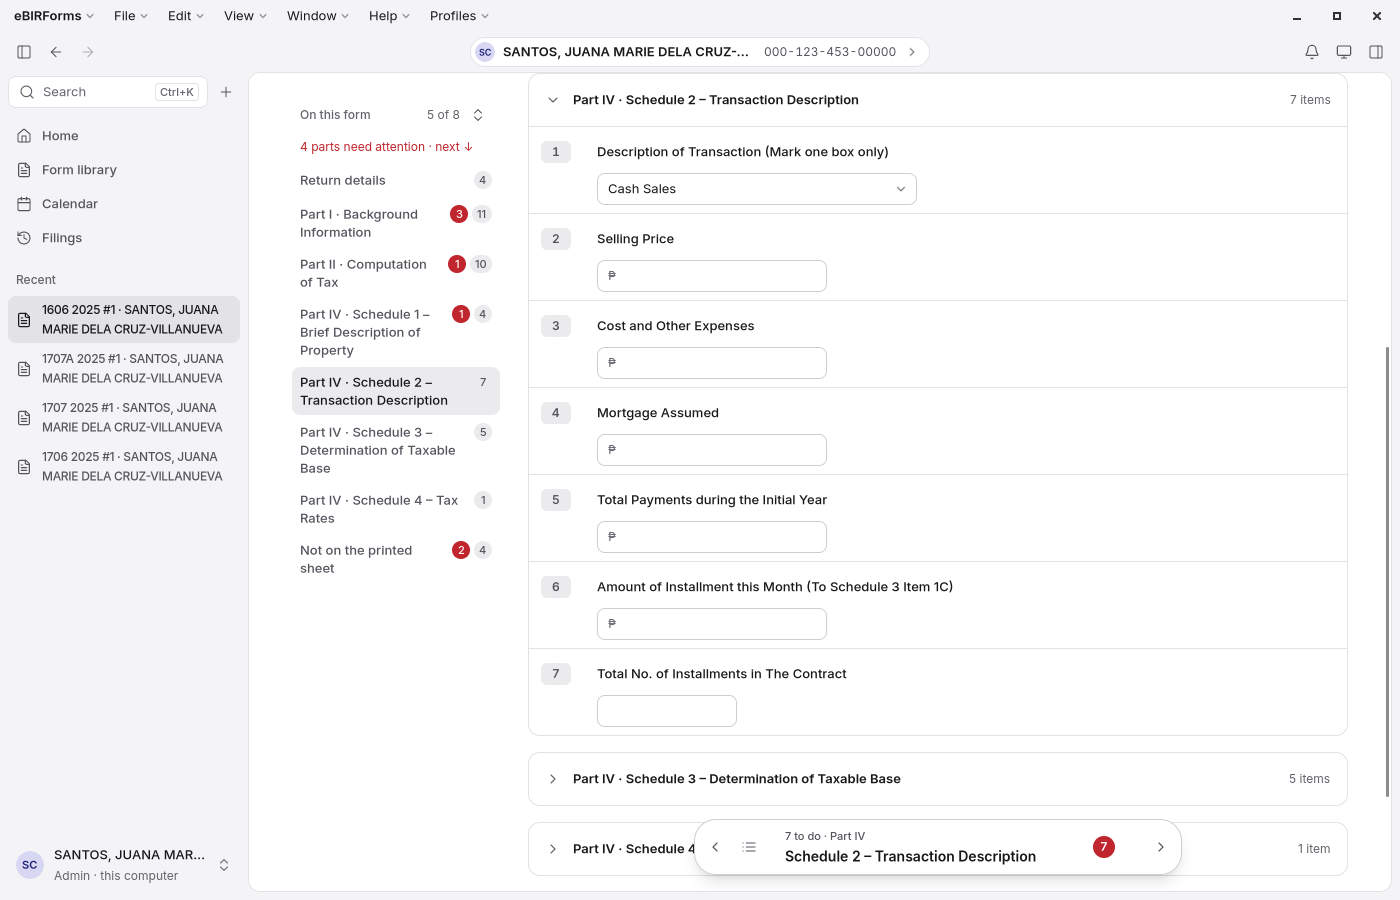 eBIRForms File Edit View Window Help Profiles
SC SANTOS, JUANA MARIE DELA CRUZ-... 000-123-453-00000
Search Ctrl+K
Home
Form library
Calendar
Filings
Recent
1606 2025 #1 · SANTOS, JUANA
MARIE DELA CRUZ-VILLANUEVA
1707A 2025 #1 · SANTOS, JUANA
MARIE DELA CRUZ-VILLANUEVA
1707 2025 #1 · SANTOS, JUANA
MARIE DELA CRUZ-VILLANUEVA
1706 2025 #1 · SANTOS, JUANA
MARIE DELA CRUZ-VILLANUEVA
SC
SANTOS, JUANA MAR...
Admin · this computer
On this form 5 of 8
4 parts need attention · next ↓
Return details 4
Part I · Background 3 11
Information
Part II · Computation 1 10
of Tax
Part IV · Schedule 1 – 1 4
Brief Description of
Property
Part IV · Schedule 2 – 7
Transaction Description
Part IV · Schedule 3 – 5
Determination of Taxable
Base
Part IV · Schedule 4 – Tax 1
Rates
Not on the printed 2 4
sheet
Part IV · Schedule 2 – Transaction Description 7 items
1 Description of Transaction (Mark one box only)
Cash Sales
2 Selling Price
₱
3 Cost and Other Expenses
₱
4 Mortgage Assumed
₱
5 Total Payments during the Initial Year
₱
6 Amount of Installment this Month (To Schedule 3 Item 1C)
₱
7 Total No. of Installments in The Contract
Part IV · Schedule 3 – Determination of Taxable Base 5 items
Part IV · Schedule 4 1 item
7 to do · Part IV
Schedule 2 – Transaction Description 7